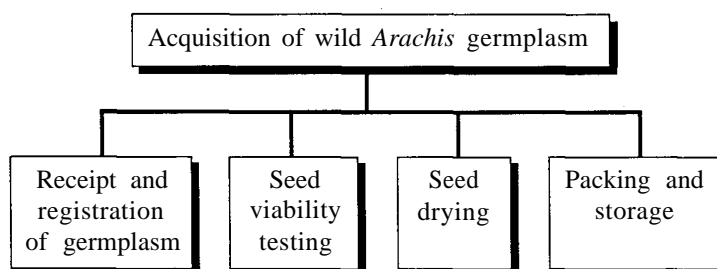 Acquisition of wild Arachis germplasm
Receipt and
registration
of germplasm
Seed
viability
testing
Seed
drying
Packing and
storage